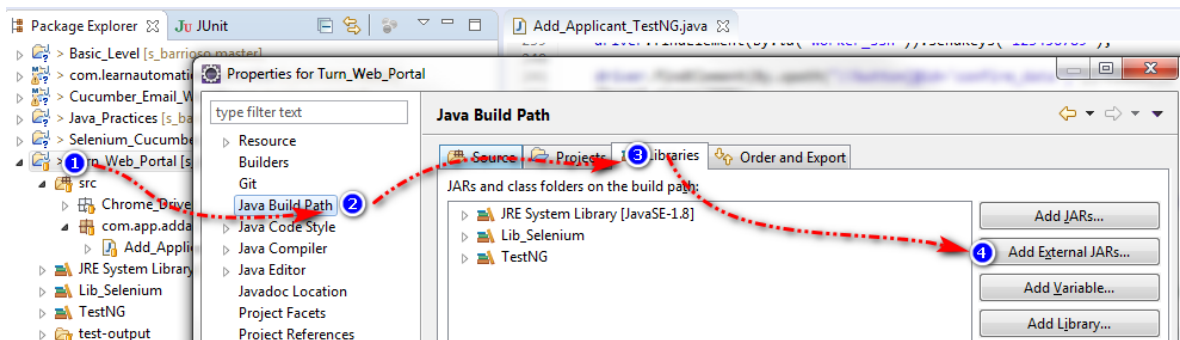 Package Explorer JUnit
> Basic_Level [s_barrioso master]
> com.learnautomati
> Cucumber_Email_W
> Java_Practices [s_ba
> Selenium_Cucumbe
> Turn_Web_Portal [s
src
Chrome_Drive
com.app.adda
Add_Applic
JRE System Library
Lib_Selenium
TestNG
test-output
Add_Applicant_TestNG.java
Properties for Turn_Web_Portal
type filter text
Resource
Builders
Git
Java Build Path
Java Code Style
Java Compiler
Java Editor
Javadoc Location
Project Facets
Project References
Java Build Path
Source Projects Libraries Order and Export
JARs and class folders on the build path:
JRE System Library [JavaSE-1.8]
Lib_Selenium
TestNG
Add JARs...
Add External JARs...
Add Variable...
Add Library...
1
2
3
4